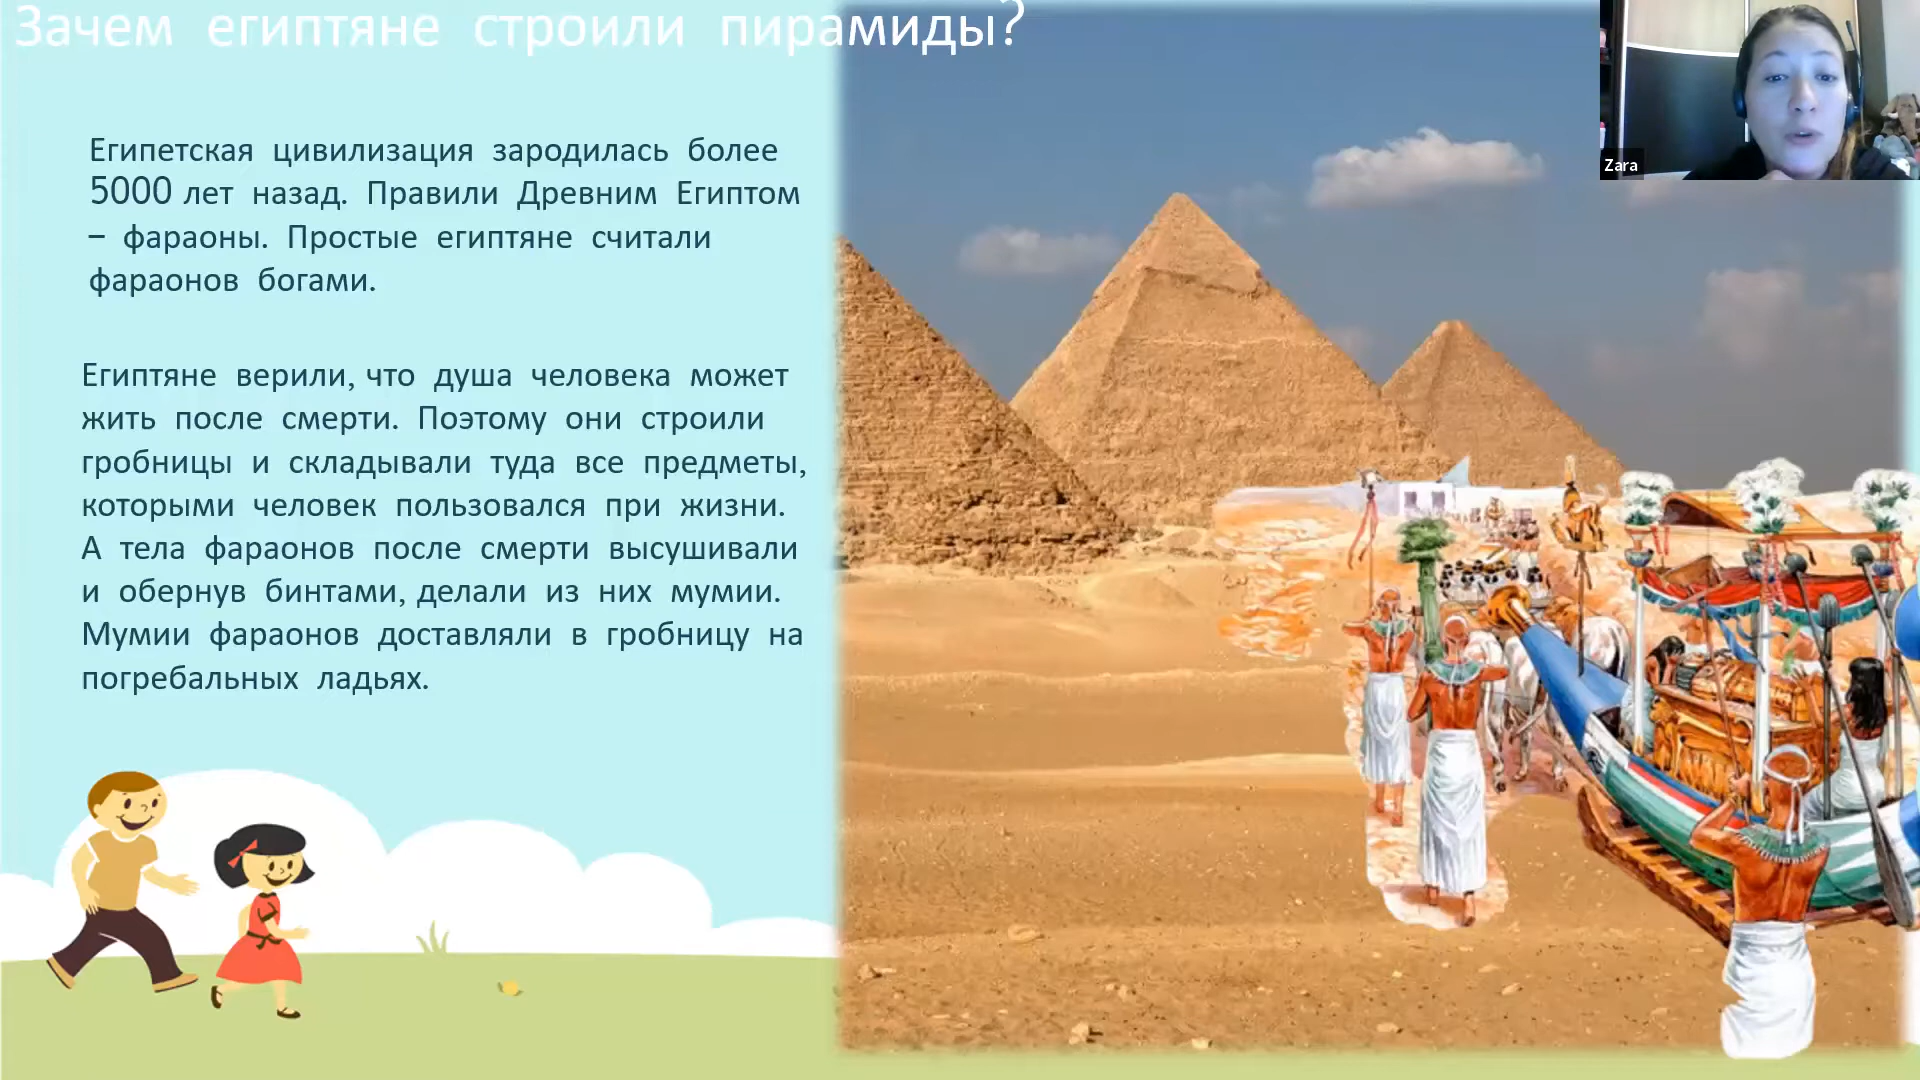 Зачем египтяне строили пирамиды?
Zara
Египетская цивилизация зародилась более
5000 лет назад. Правили Древним Египтом
– фараоны. Простые египтяне считали
фараонов богами.
Египтяне верили, что душа человека может
жить после смерти. Поэтому они строили
гробницы и складывали туда все предметы,
которыми человек пользовался при жизни.
А тела фараонов после смерти высушивали
и обернув бинтами, делали из них мумии.
Мумии фараонов доставляли в гробницу на
погребальных ладьях.